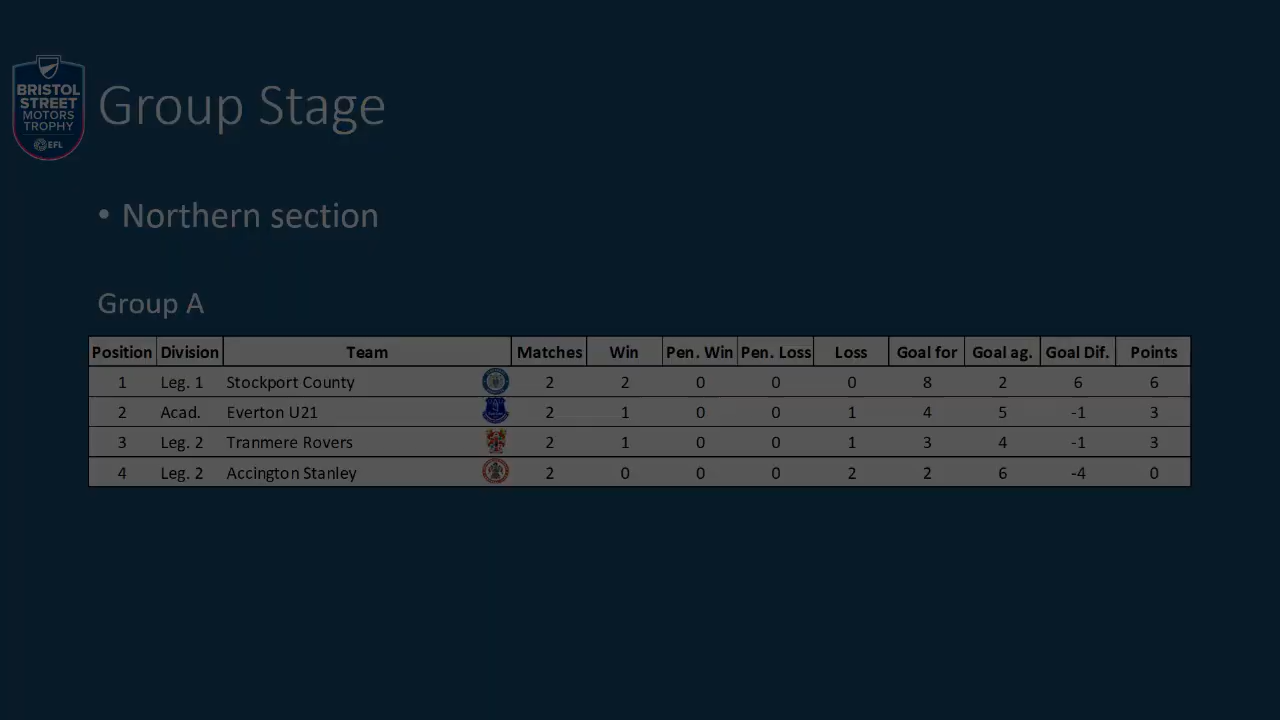 BRISTOL
STREET
MOTORS
TROPHY
EFL
Group Stage
• Northern section
Group A
Position Division Team Matches Win Pen. Win Pen. Loss Loss Goal for Goal ag. Goal Dif. Points
1 Leg. 1 Stockport County 2 2 0 0 0 8 2 6 6
2 Acad. Everton U21 2 1 0 0 1 4 5 -1 3
3 Leg. 2 Tranmere Rovers 2 1 0 0 1 3 4 -1 3
4 Leg. 2 Accington Stanley 2 0 0 0 2 2 6 -4 0